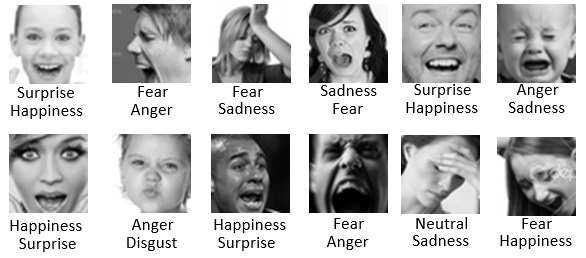 Surprise
Happiness
Fear
Anger
Fear
Sadness
Sadness
Fear
Surprise
Happiness
Anger
Sadness
Happiness
Surprise
Anger
Disgust
Happiness
Surprise
Fear
Anger
Neutral
Sadness
Fear
Happiness